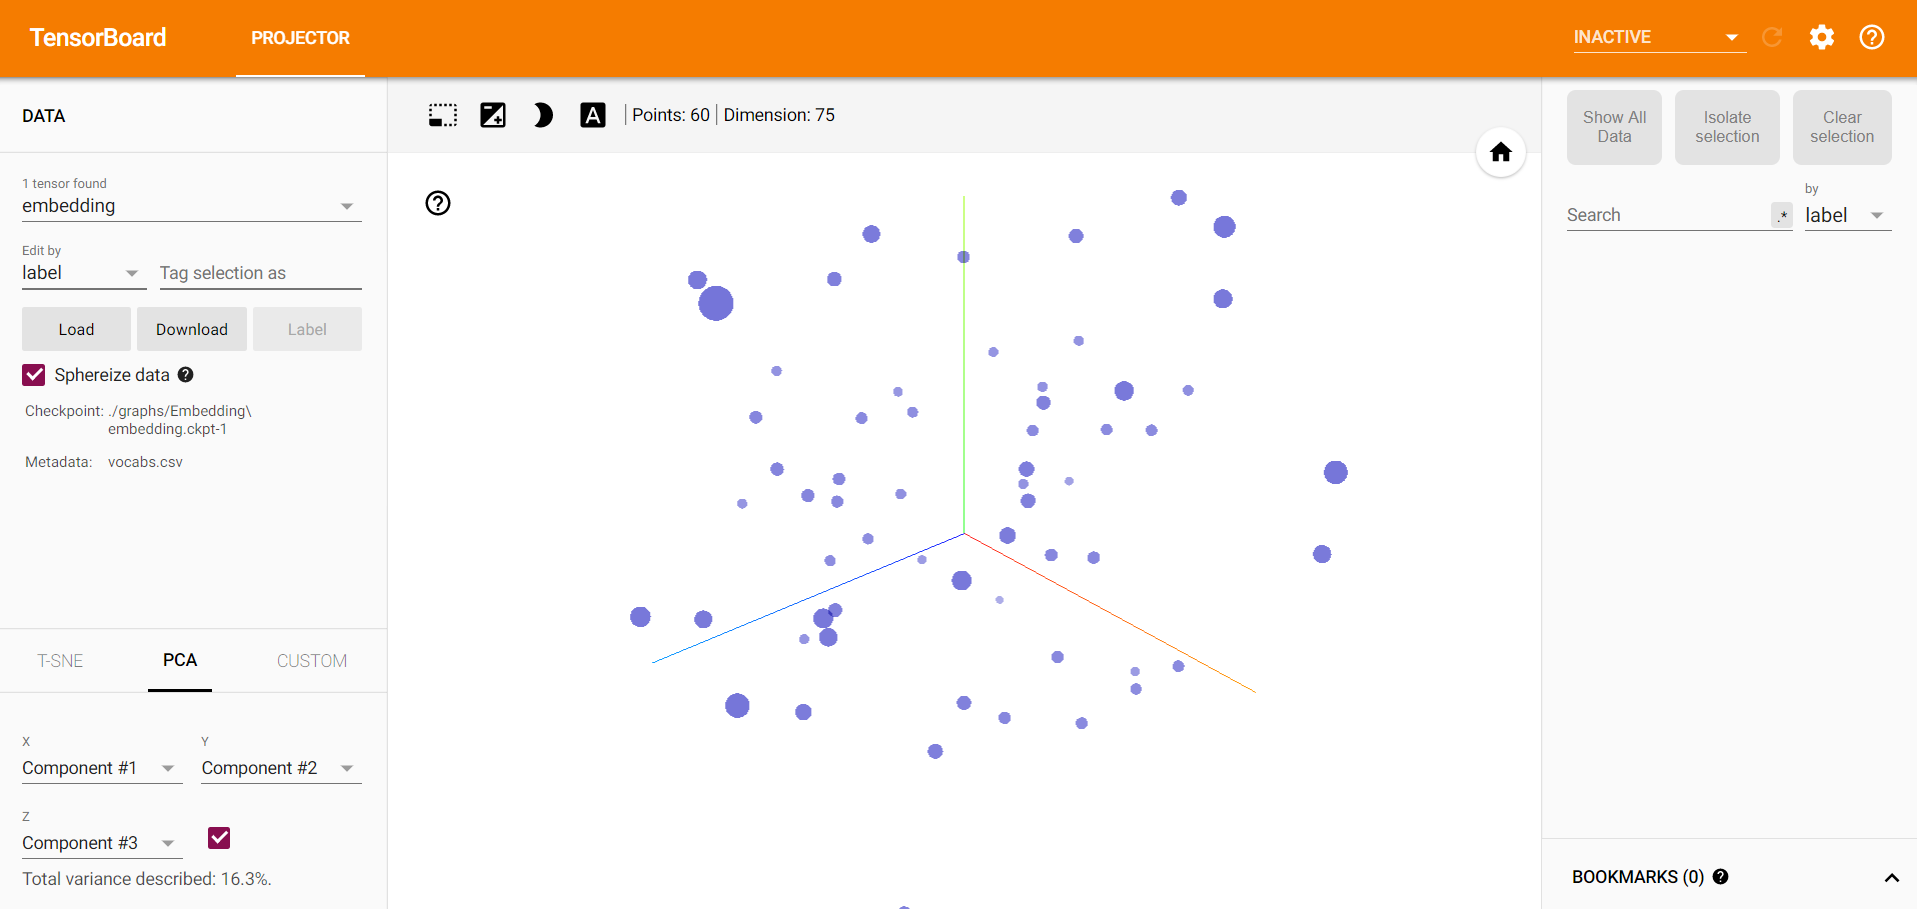 TensorBoard
PROJECTOR
INACTIVE
DATA
A
Points: 60
Dimension: 75
Show All
Data
Isolate
selection
Clear
selection
1 tensor found
embedding
by
Search
.*
label
Edit by
label
Tag selection as
Load
Download
Label
Sphereize data
Checkpoint: ./graphs/Embedding\
embedding.ckpt-1
Metadata: vocabs.csv
T-SNE
PCA
CUSTOM
X
Y
Component #1
Component #2
Z
Component #3
Total variance described: 16.3%.
BOOKMARKS (0)